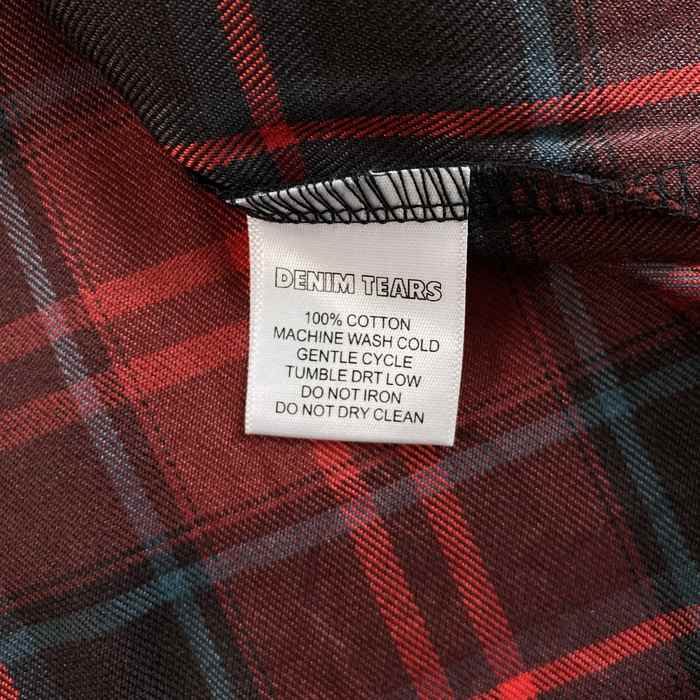 DENIM TEARS
100% COTTON
MACHINE WASH COLD
GENTLE CYCLE
TUMBLE DRT LOW
DO NOT IRON
DO NOT DRY CLEAN